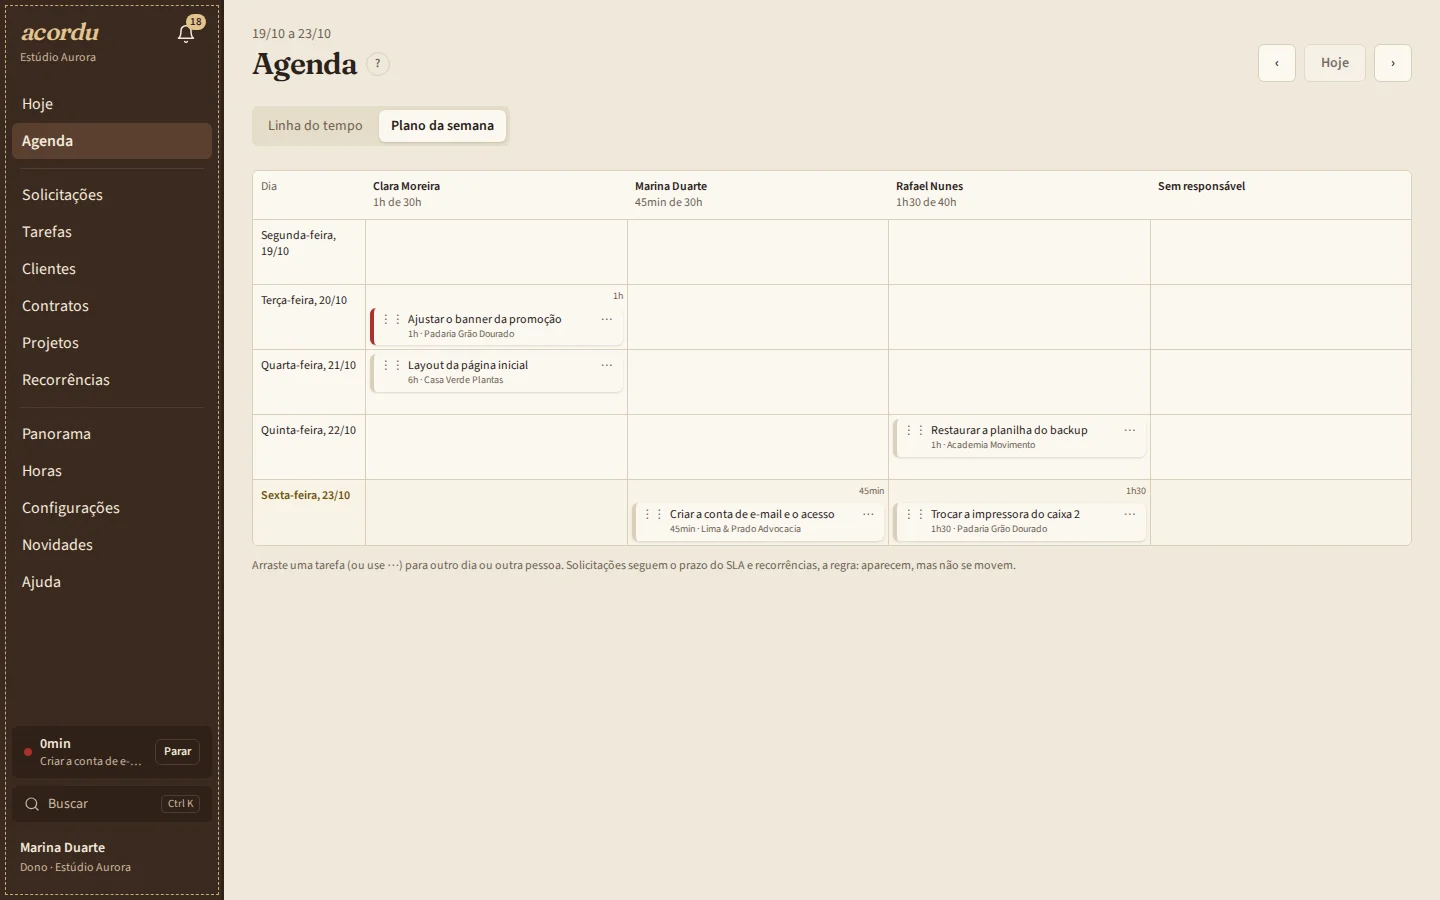 acordu
18
Estúdio Aurora
Hoje
Agenda
Solicitações
Tarefas
Clientes
Contratos
Projetos
Recorrências
Panorama
Horas
Configurações
Novidades
Ajuda
0min
Criar a conta de e-...
Parar
Buscar
Ctrl K
Marina Duarte
Dono · Estúdio Aurora
19/10 a 23/10
Agenda
?
‹
Hoje
›
Linha do tempo
Plano da semana
Dia
Clara Moreira
1h de 30h
Marina Duarte
45min de 30h
Rafael Nunes
1h30 de 40h
Sem responsável
Segunda-feira,
19/10
Terça-feira, 20/10
1h
Ajustar o banner da promoção
1h · Padaria Grão Dourado
Quarta-feira, 21/10
Layout da página inicial
6h · Casa Verde Plantas
Quinta-feira, 22/10
Restaurar a planilha do backup
1h · Academia Movimento
Sexta-feira, 23/10
45min
Criar a conta de e-mail e o acesso
45min · Lima & Prado Advocacia
1h30
Trocar a impressora do caixa 2
1h30 · Padaria Grão Dourado
Arraste uma tarefa (ou use ···) para outro dia ou outra pessoa. Solicitações seguem o prazo do SLA e recorrências, a regra: aparecem, mas não se movem.